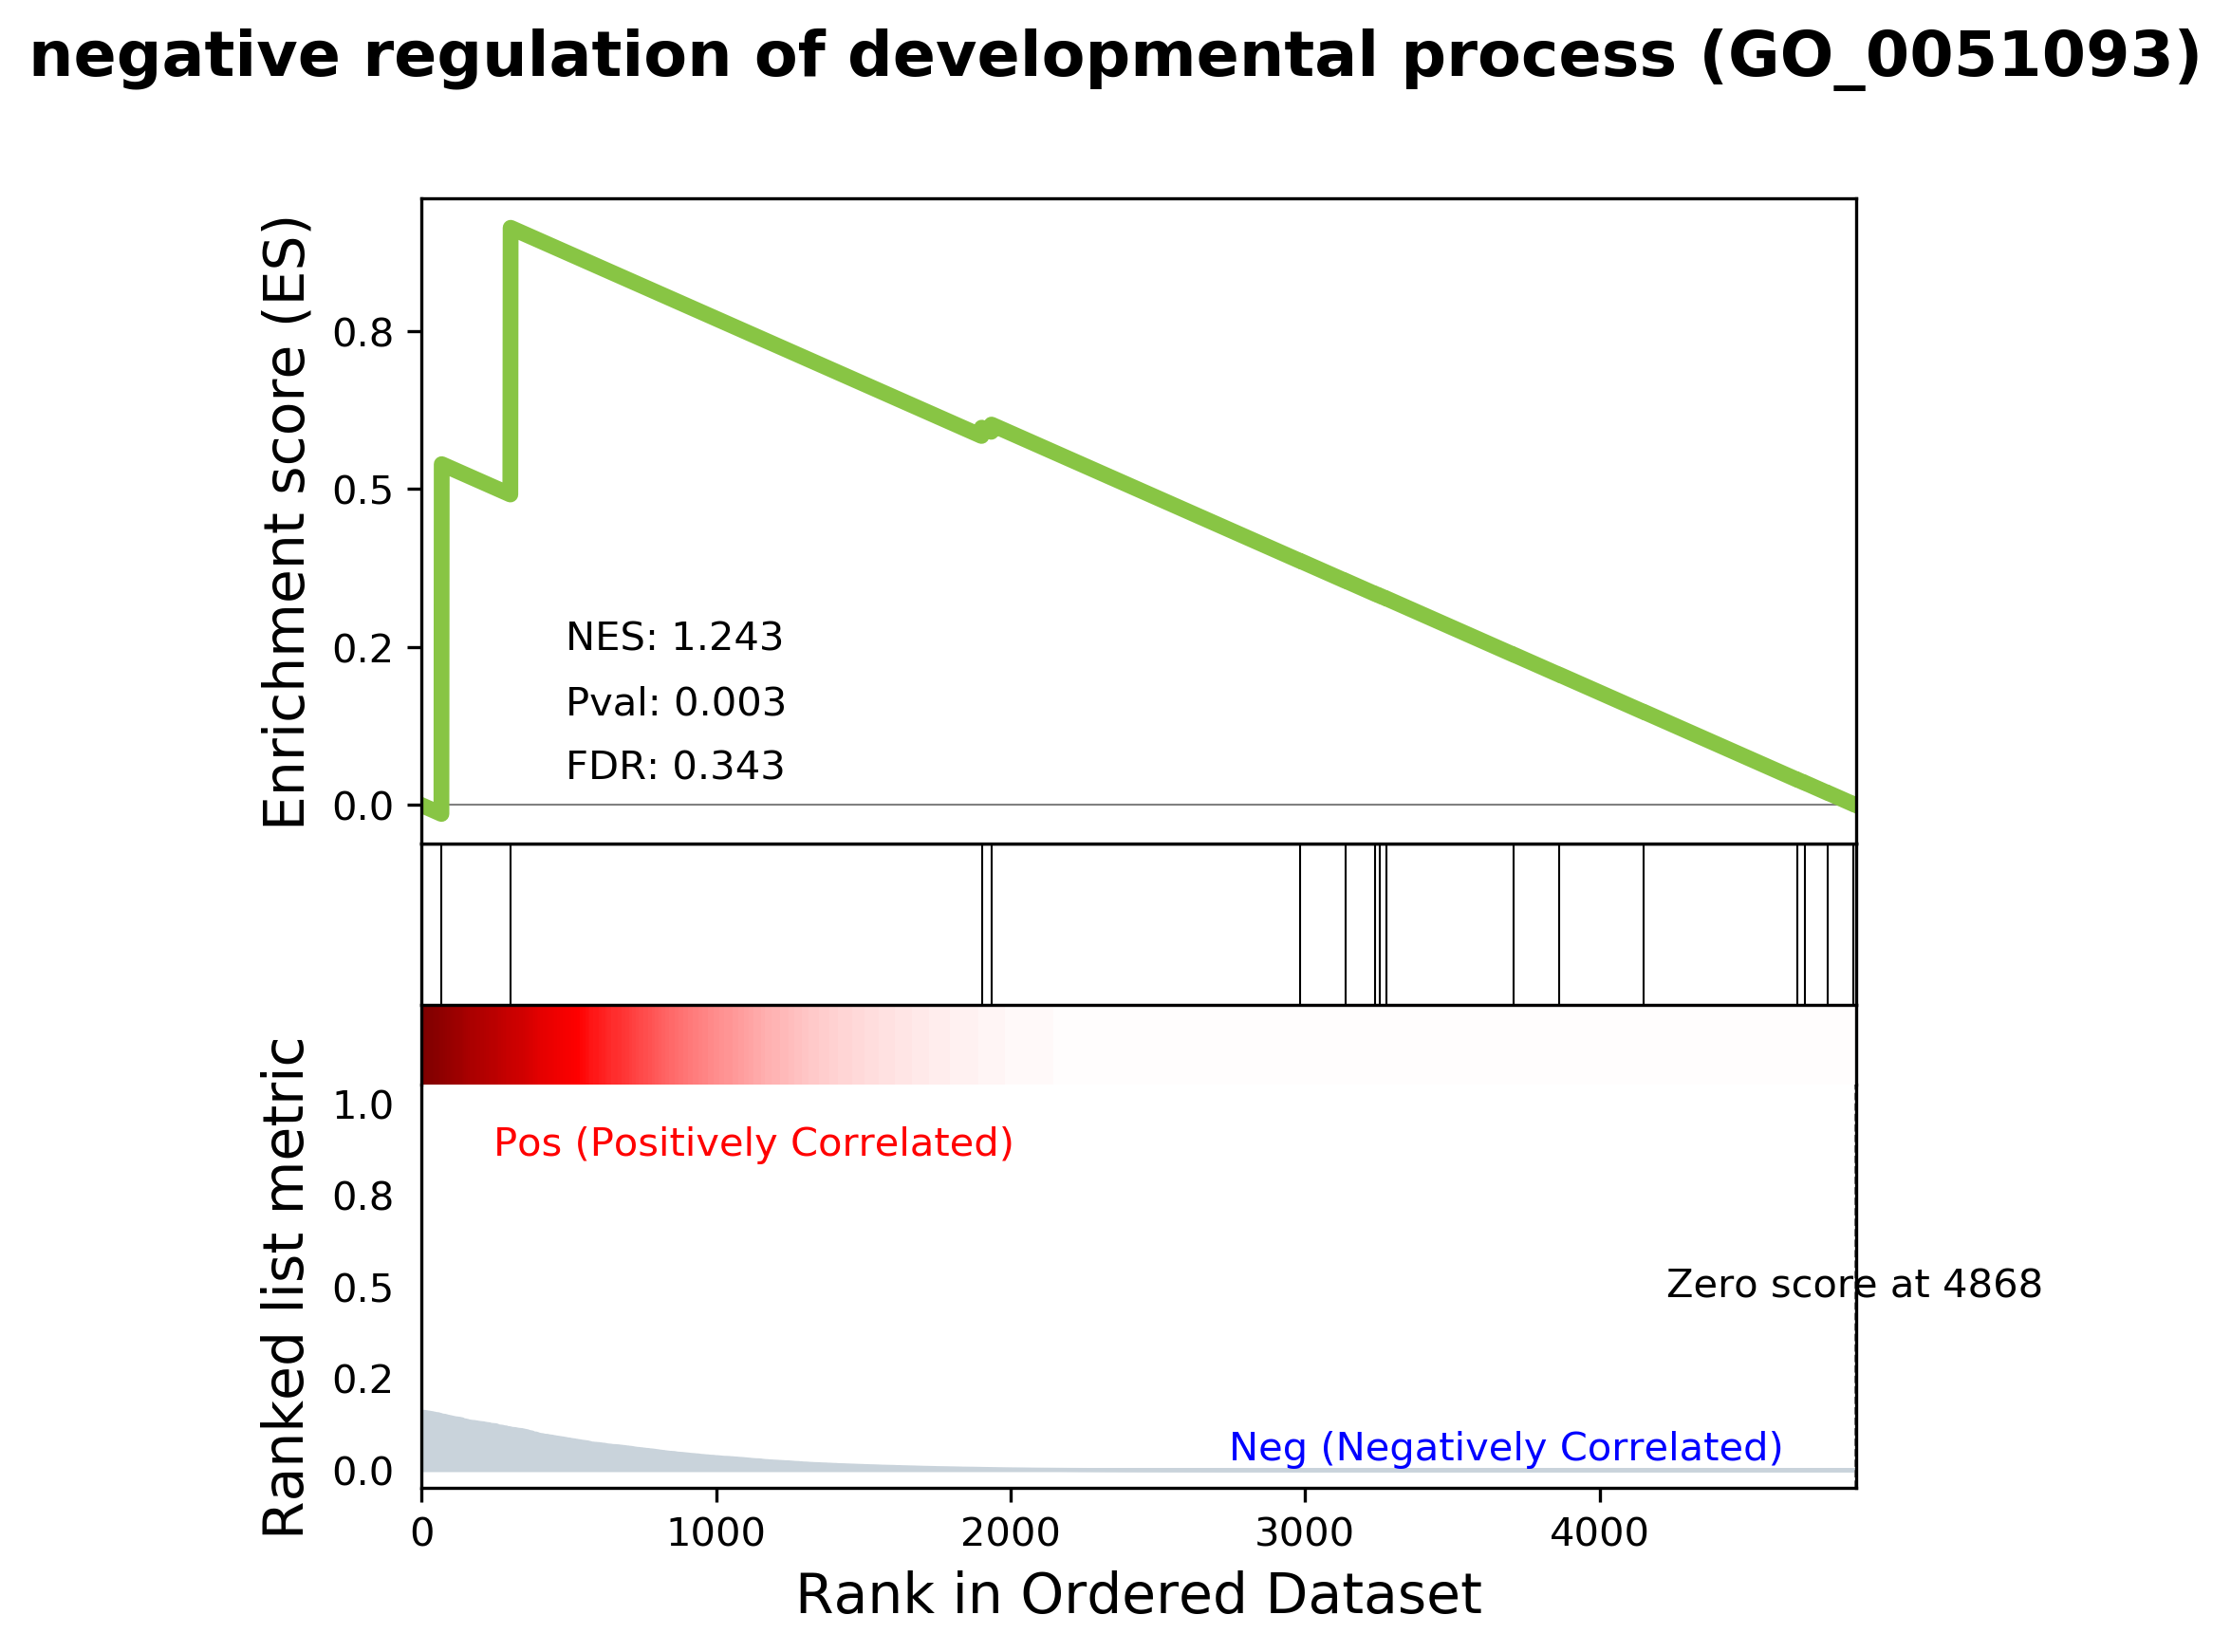 negative regulation of developmental process (GO_0051093)
Enrichment score (ES)
0.8
0.5
0.2
0.0
NES: 1.243
Pval: 0.003
FDR: 0.343
Ranked list metric
1.0
0.8
0.5
0.2
0.0
Pos (Positively Correlated)
Zero score at 4868
Neg (Negatively Correlated)
0 1000 2000 3000 4000
Rank in Ordered Dataset